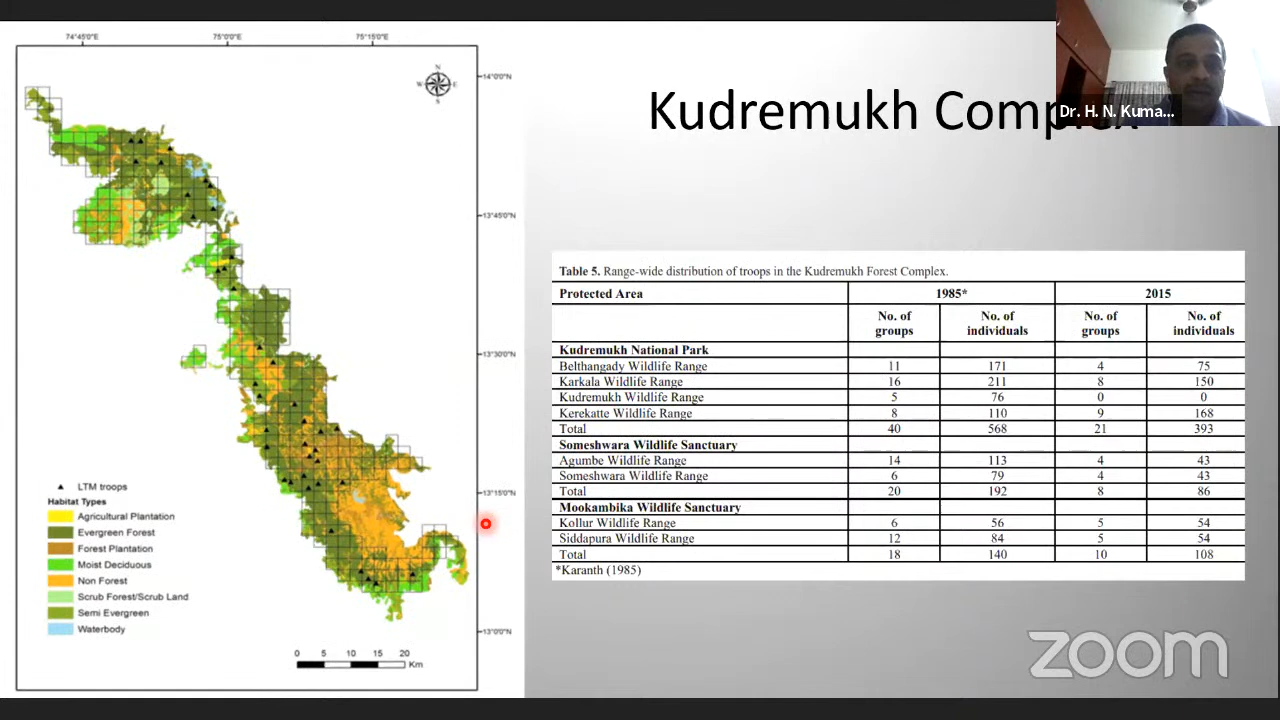 74°45'0"E 75°0'0"E 75°15'0"E
14°0'0"N
N
W E
S
13°45'0"N
13°30'0"N
13°15'0"N
13°0'0"N
LTM troops
Habitat Types
Agricultural Plantation
Evergreen Forest
Forest Plantation
Moist Deciduous
Non Forest
Scrub Forest/Scrub Land
Semi Evergreen
Waterbody
0 5 10 15 20
Km
Kudremukh Complex
Dr. H. N. Kuma...
Table 5. Range-wide distribution of troops in the Kudremukh Forest Complex.
Protected Area 1985* 2015
No. of groups No. of individuals No. of groups No. of individuals
Kudremukh National Park
Belthangady Wildlife Range 11 171 4 75
Karkala Wildlife Range 16 211 8 150
Kudremukh Wildlife Range 5 76 0 0
Kerekatte Wildlife Range 8 110 9 168
Total 40 568 21 393
Someshwara Wildlife Sanctuary
Agumbe Wildlife Range 14 113 4 43
Someshwara Wildlife Range 6 79 4 43
Total 20 192 8 86
Mookambika Wildlife Sanctuary
Kollur Wildlife Range 6 56 5 54
Siddapura Wildlife Range 12 84 5 54
Total 18 140 10 108
*Karanth (1985)
zoom